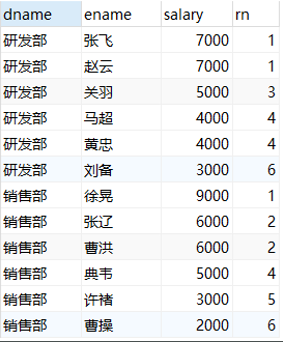 dname ename salary rn
研发部 张飞 7000 1
研发部 赵云 7000 1
研发部 关羽 5000 3
研发部 马超 4000 4
研发部 黄忠 4000 4
研发部 刘备 3000 6
销售部 徐晃 9000 1
销售部 张辽 6000 2
销售部 曹洪 6000 2
销售部 典韦 5000 4
销售部 许褚 3000 5
销售部 曹操 2000 6